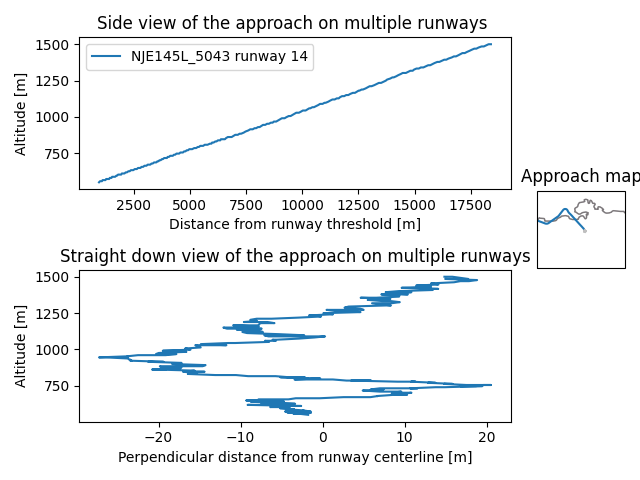 Side view of the approach on multiple runways
1500
1250
1000
750
Altitude [m]
NJE145L_5043 runway 14
2500 5000 7500 10000 12500 15000 17500
Distance from runway threshold [m]
Approach map
Straight down view of the approach on multiple runways
1500
1250
1000
750
Altitude [m]
−20 −10 0 10 20
Perpendicular distance from runway centerline [m]